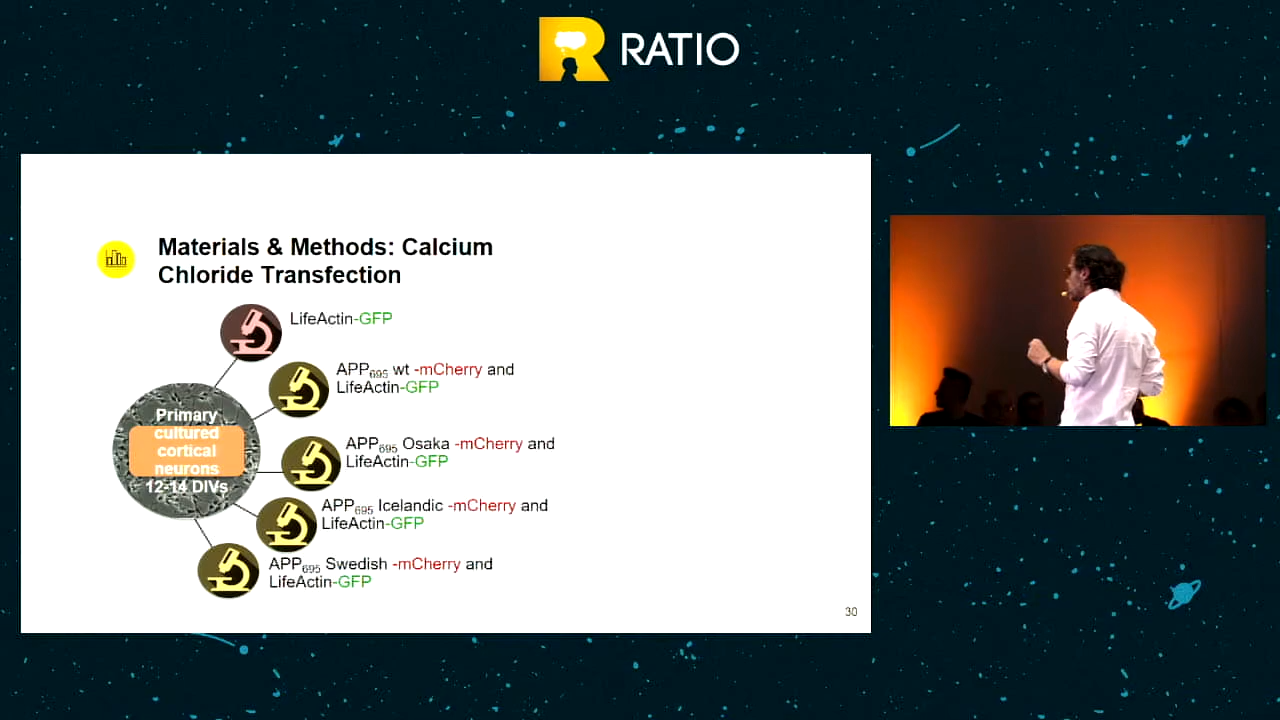 RATIO
Materials & Methods: Calcium
Chloride Transfection
LifeActin-GFP
APP695 wt -mCherry and
LifeActin-GFP
Primary
cultured
cortical
neurons
12-14 DIVs
APP695 Osaka -mCherry and
LifeActin-GFP
APP695 Icelandic -mCherry and
LifeActin-GFP
APP695 Swedish -mCherry and
LifeActin-GFP
30